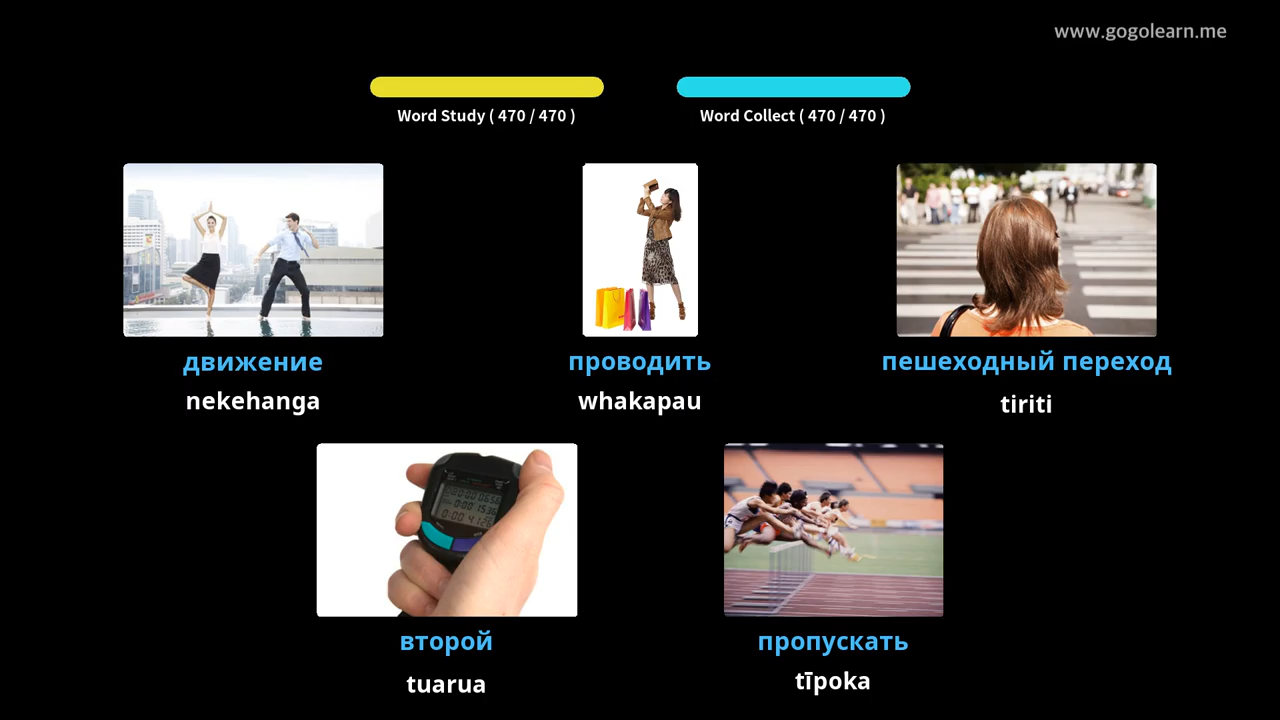 www.gogolearn.me
Word Study ( 470 / 470 )
Word Collect ( 470 / 470 )
движение
nekehanga
проводить
whakapau
пешеходный переход
tiriti
второй
tuarua
пропускать
tīpoka